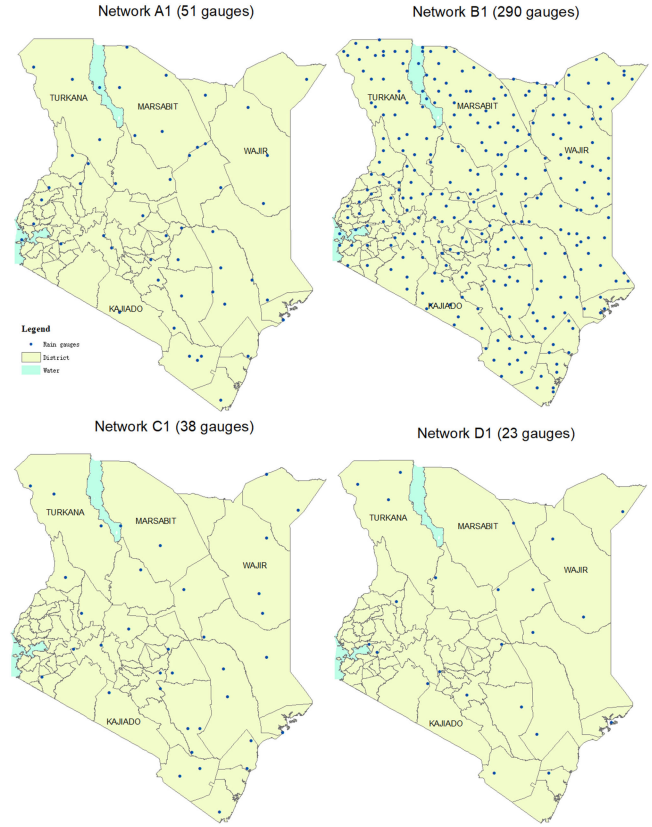 Network A1 (51 gauges)
Network B1 (290 gauges)
TURKANA
MARSABIT
WAJIR
KAJIADO
TURKANA
MARSABIT
WAJIR
KAJIADO
Legend
Rain gauges
District
Water
Network C1 (38 gauges)
Network D1 (23 gauges)
TURKANA
MARSABIT
WAJIR
KAJIADO
TURKANA
MARSABIT
WAJIR
KAJIADO